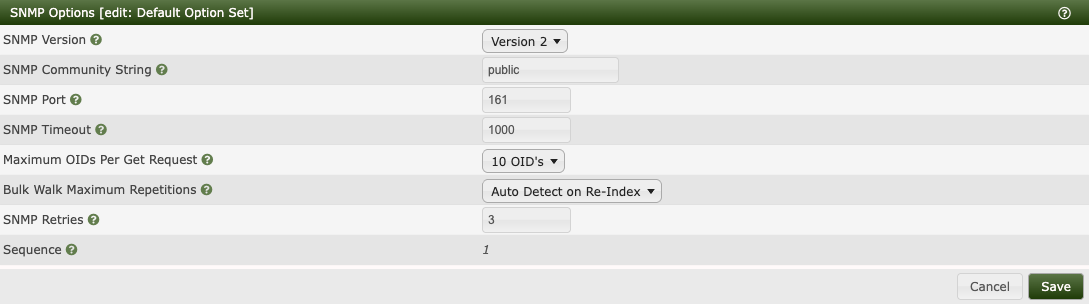 SNMP Options [edit: Default Option Set]
SNMP Version Version 2
SNMP Community String public
SNMP Port 161
SNMP Timeout 1000
Maximum OIDs Per Get Request 10 OID's
Bulk Walk Maximum Repetitions Auto Detect on Re-Index
SNMP Retries 3
Sequence 1
Cancel Save